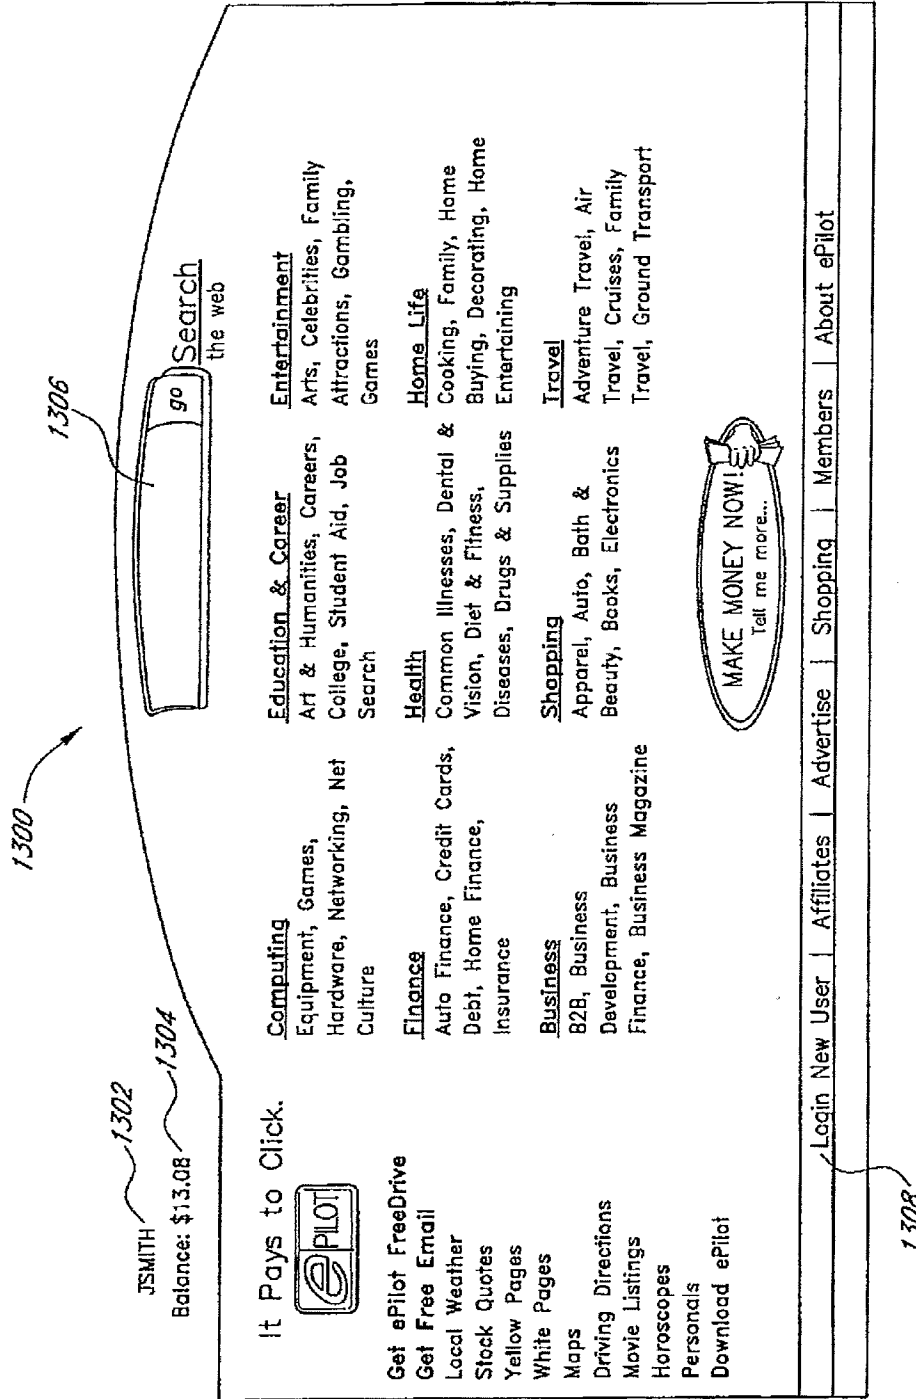 1300
JSMITH
1302
Balance: $13.08
1304
1306
go
Search
the web
It Pays to Click.
e PILOT
Get ePilot FreeDrive
Get Free Email
Local Weather
Stock Quotes
Yellow Pages
White Pages
Maps
Driving Directions
Movie Listings
Horoscopes
Personals
Download ePilot
Computing
Equipment, Games,
Hardware, Networking, Net
Culture
Education & Career
Art & Humanities, Careers,
College, Student Aid, Job
Search
Entertainment
Arts, Celebrities, Family
Attractions, Gambling,
Games
Finance
Auto Finance, Credit Cards,
Debt, Home Finance,
Insurance
Health
Common Illnesses, Dental &
Vision, Diet & Fitness,
Diseases, Drugs & Supplies
Home Life
Cooking, Family, Home
Buying, Decorating, Home
Entertaining
Business
B2B, Business
Development, Business
Finance, Business Magazine
Shopping
Apparel, Auto, Bath &
Beauty, Books, Electronics
Travel
Adventure Travel, Air
Travel, Cruises, Family
Travel, Ground Transport
MAKE MONEY NOW!
Tell me more...
Login New User | Affiliates | Advertise | Shopping | Members | About ePilot
1308